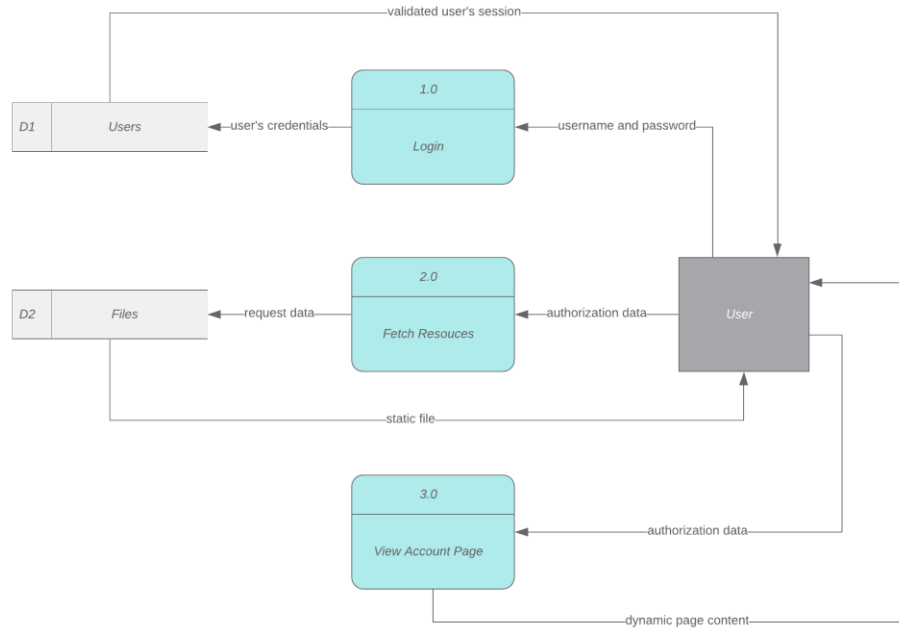 validated user's session
1.0
D1
Users
user's credentials
username and password
Login
2.0
D2
Files
request data
authorization data
User
Fetch Resouces
static file
3.0
authorization data
View Account Page
dynamic page content